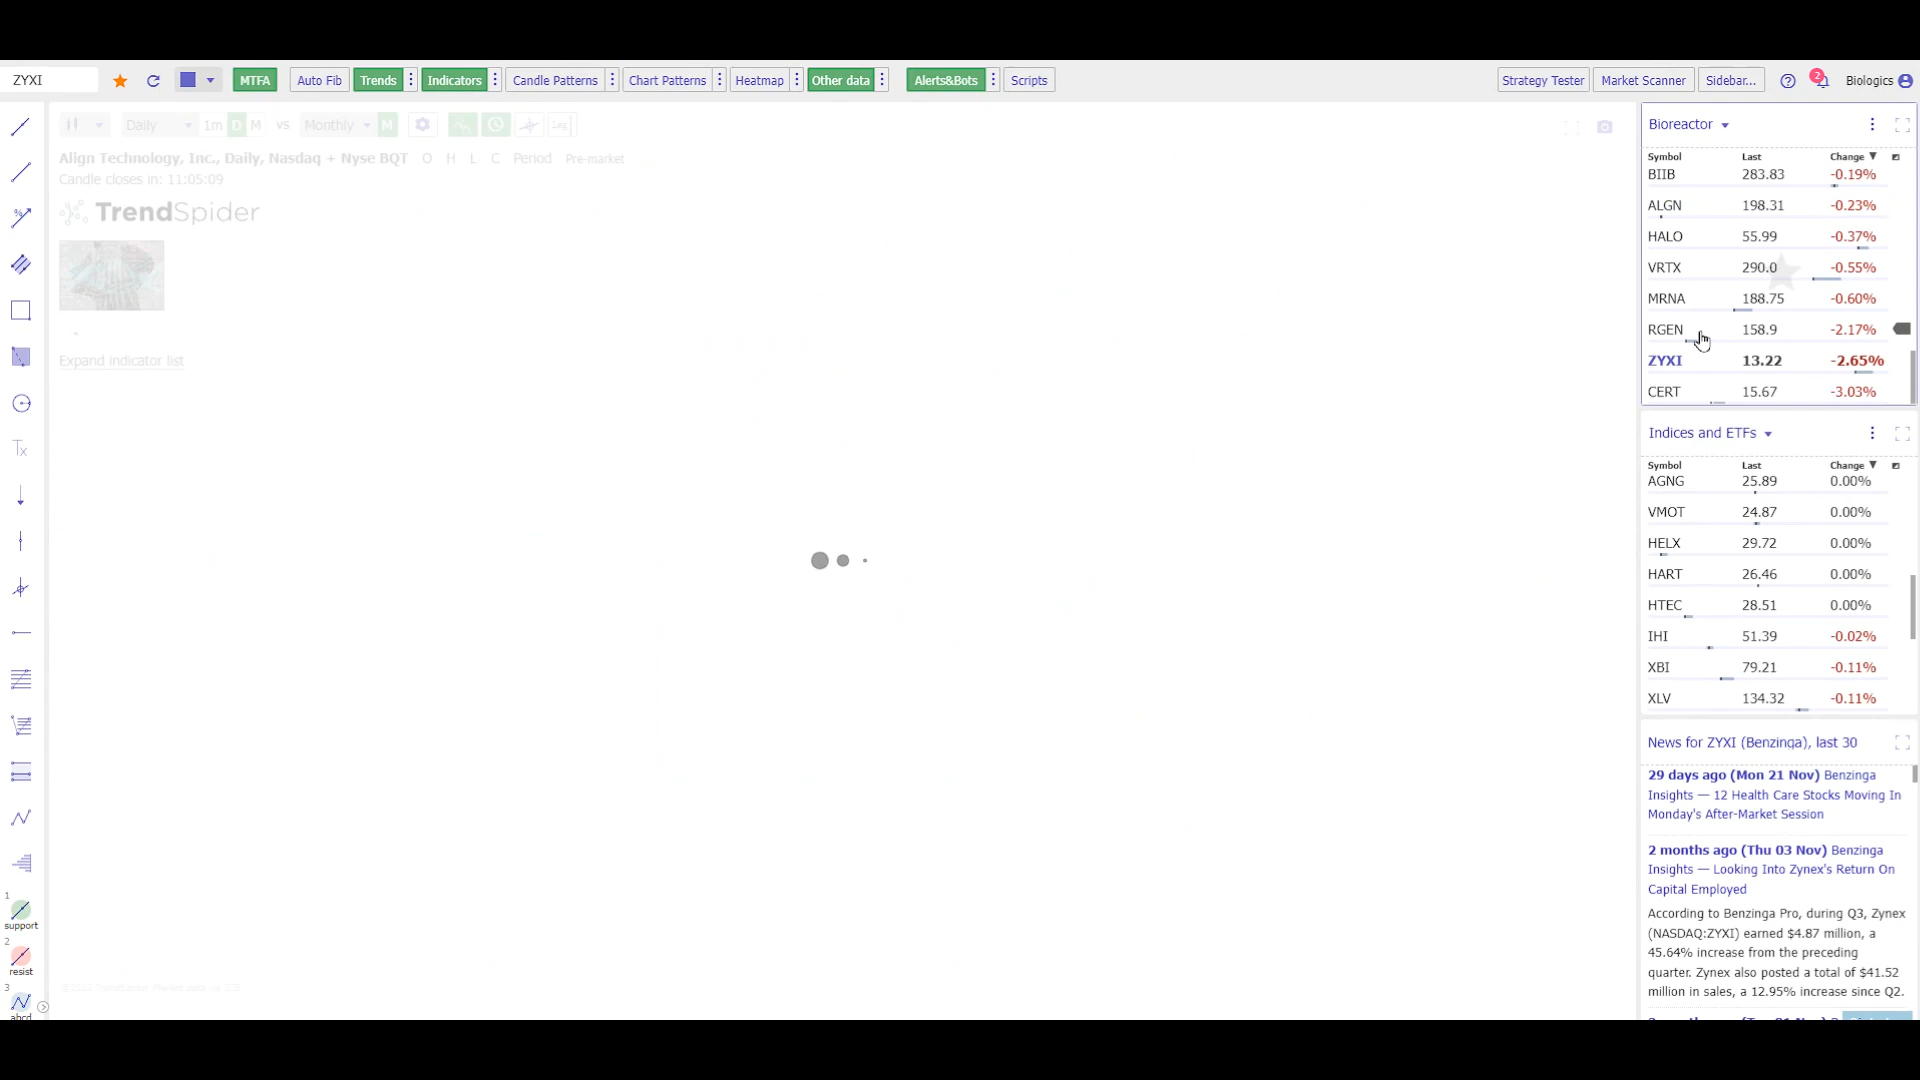 ZYXI MTFA Auto Fib Trends Indicators Candle Patterns Chart Patterns Heatmap Other data Alerts&Bots Scripts Strategy Tester Market Scanner Sidebar... 2 Biologics
Daily 1m D M vs Monthly M
Align Technology, Inc., Daily, Nasdaq + Nyse BQT O H L C Period Pre-market
Candle closes in: 11:05:09
TrendSpider
Expand indicator list
Tx
1
support
2
resist
3
abcd
Bioreactor
Symbol Last Change
BIIB 283.83 -0.19%
ALGN 198.31 -0.23%
HALO 55.99 -0.37%
VRTX 290.0 -0.55%
MRNA 188.75 -0.60%
RGEN 158.9 -2.17%
ZYXI 13.22 -2.65%
CERT 15.67 -3.03%
Indices and ETFs
Symbol Last Change
AGNG 25.89 0.00%
VMOT 24.87 0.00%
HELX 29.72 0.00%
HART 26.46 0.00%
HTEC 28.51 0.00%
IHI 51.39 -0.02%
XBI 79.21 -0.11%
XLV 134.32 -0.11%
News for ZYXI (Benzinga), last 30
29 days ago (Mon 21 Nov) Benzinga
Insights — 12 Health Care Stocks Moving In
Monday's After-Market Session
2 months ago (Thu 03 Nov) Benzinga
Insights — Looking Into Zynex's Return On
Capital Employed
According to Benzinga Pro, during Q3, Zynex
(NASDAQ:ZYXI) earned $4.87 million, a
45.64% increase from the preceding
quarter. Zynex also posted a total of $41.52
million in sales, a 12.95% increase since Q2.